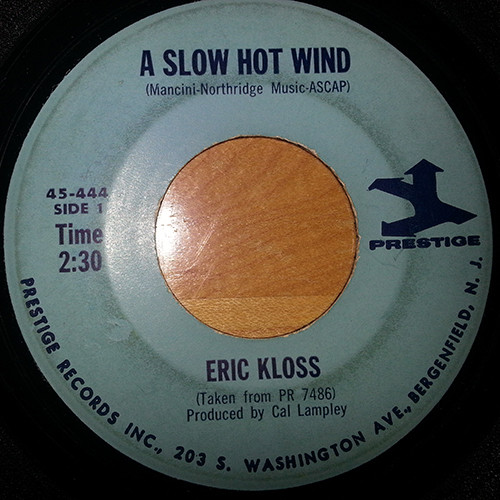 A SLOW HOT WIND
(Mancini-Northridge Music-ASCAP)
45-444
SIDE 1
Time
2:30
PRESTIGE
ERIC KLOSS
(Taken from PR 7486)
Produced by Cal Lampley
PRESTIGE RECORDS INC., 203 S. WASHINGTON AVE., BERGENFIELD, N. J.